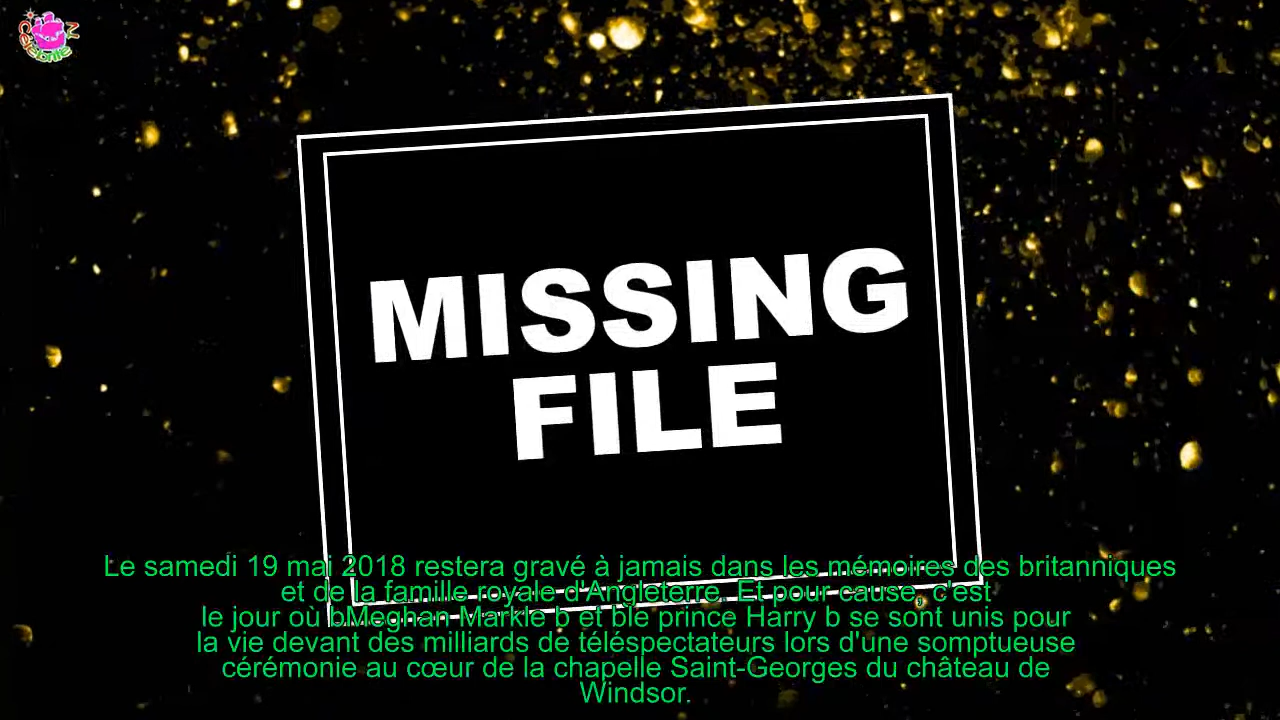 Célébrité
MISSING
FILE
Le samedi 19 mai 2018 restera gravé à jamais dans les mémoires des britanniques
et de la famille royale d'Angleterre. Et pour cause, c'est
le jour où bMeghan Markle b et ble prince Harry b se sont unis pour
la vie devant des milliards de téléspectateurs lors d'une somptueuse
cérémonie au cœur de la chapelle Saint-Georges du château de
Windsor.